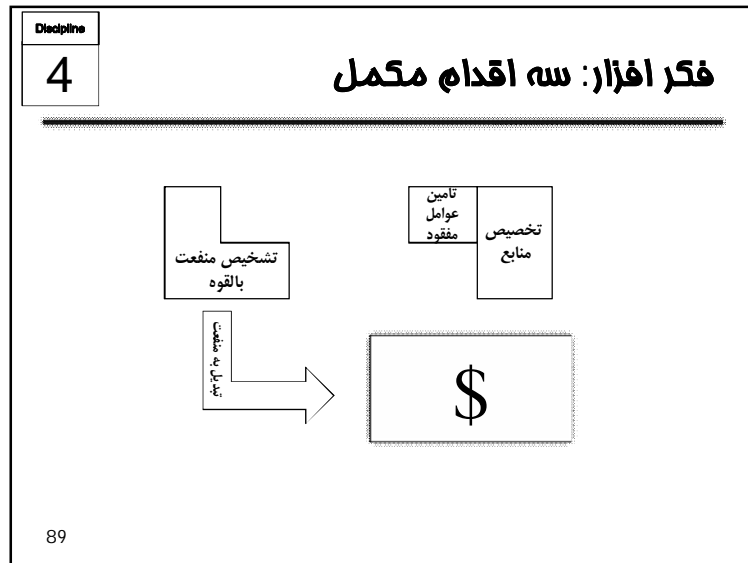 Discipline
4
فکر افزار: سه اقدام مکمل
تامین
عوامل
مفقود
تخصیص
منابع
تشخیص منفعت
بالقوه
تبدیل به منفعت
$
89